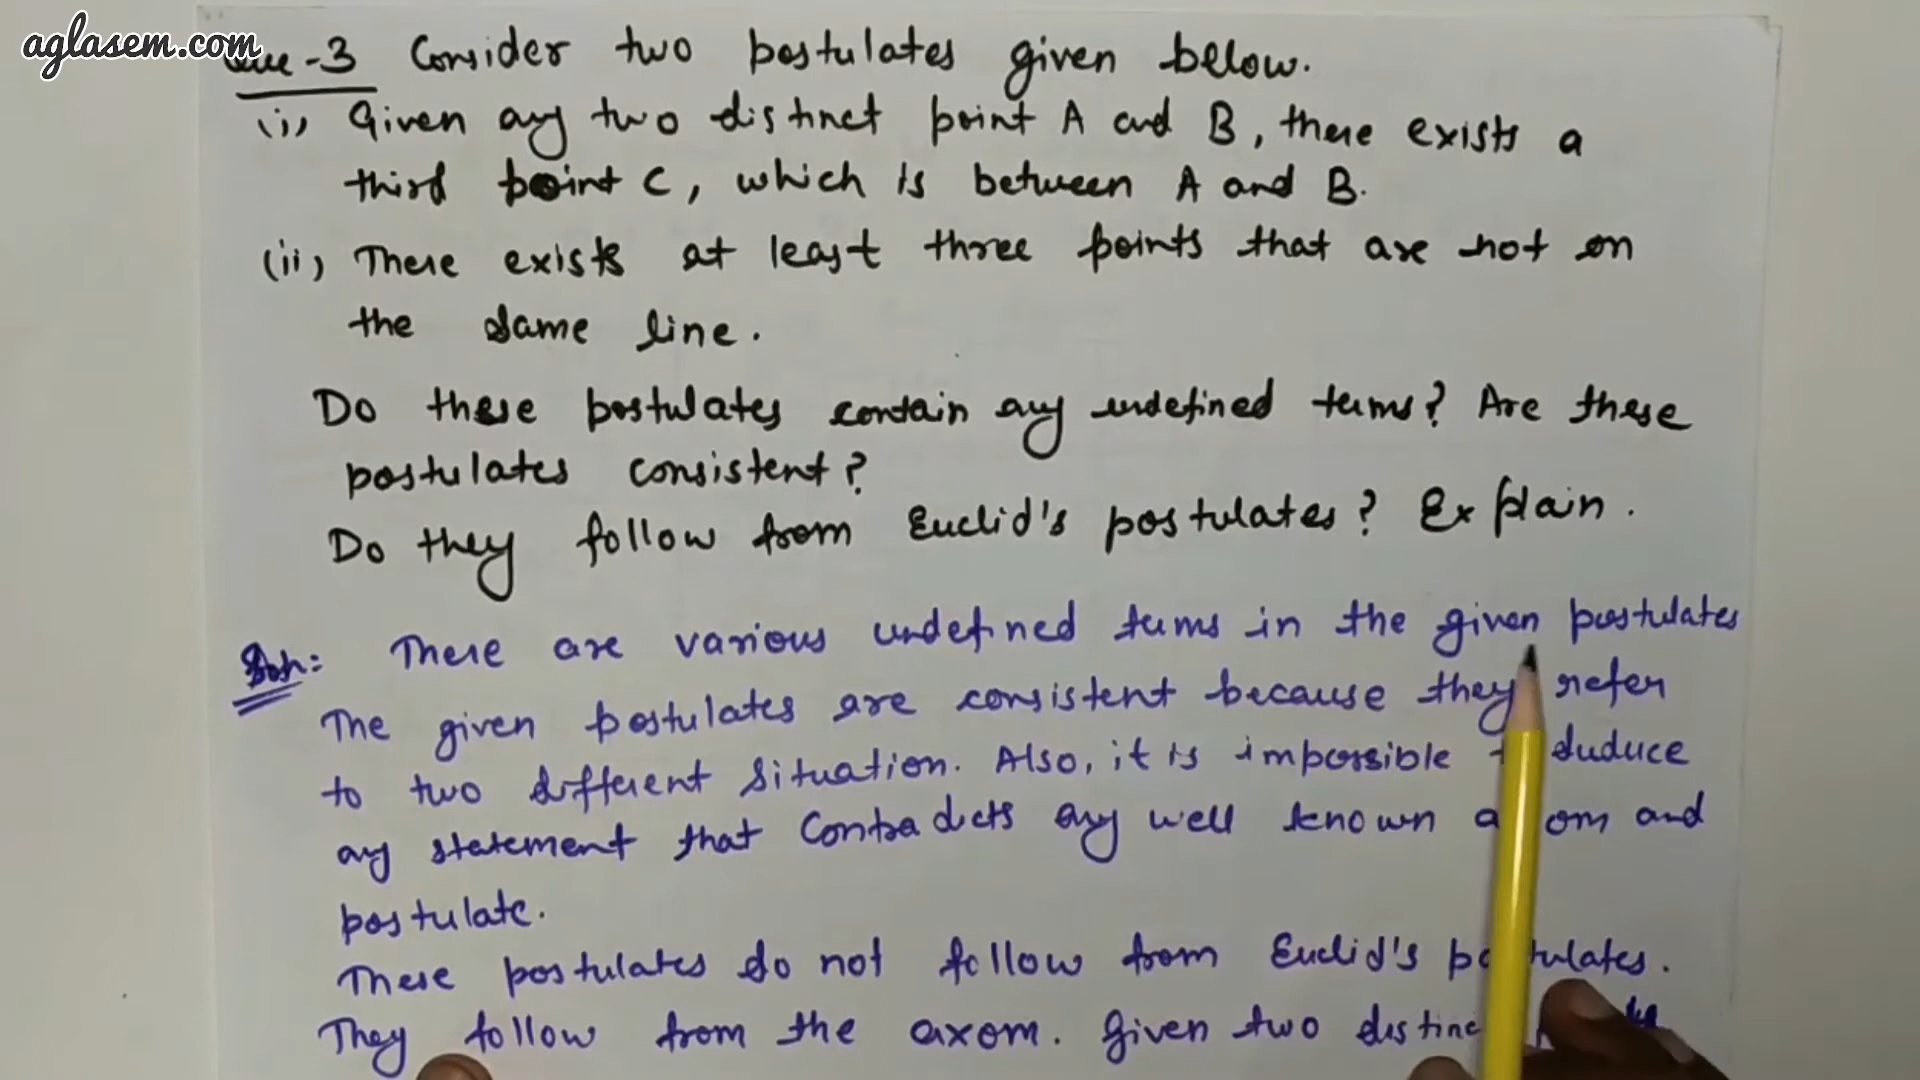 aglasem.com
Que-3 Consider two postulates given below.
(i) Given any two distinct point A and B, there exists a
third point C, which is between A and B.
(ii) There exists at least three points that are not on
the same line.
Do these postulates contain any undefined terms? Are these
postulates consistent?
Do they follow from Euclid's postulates? Explain.
Soln: There are various undefined terms in the given postulates
The given postulates are consistent because they refer
to two different situation. Also, it is impossible duduce
any statement that Contradicts any well known and
postulate.
These postulates do not follow from Euclid's postulates.
They follow from the axom. Given two